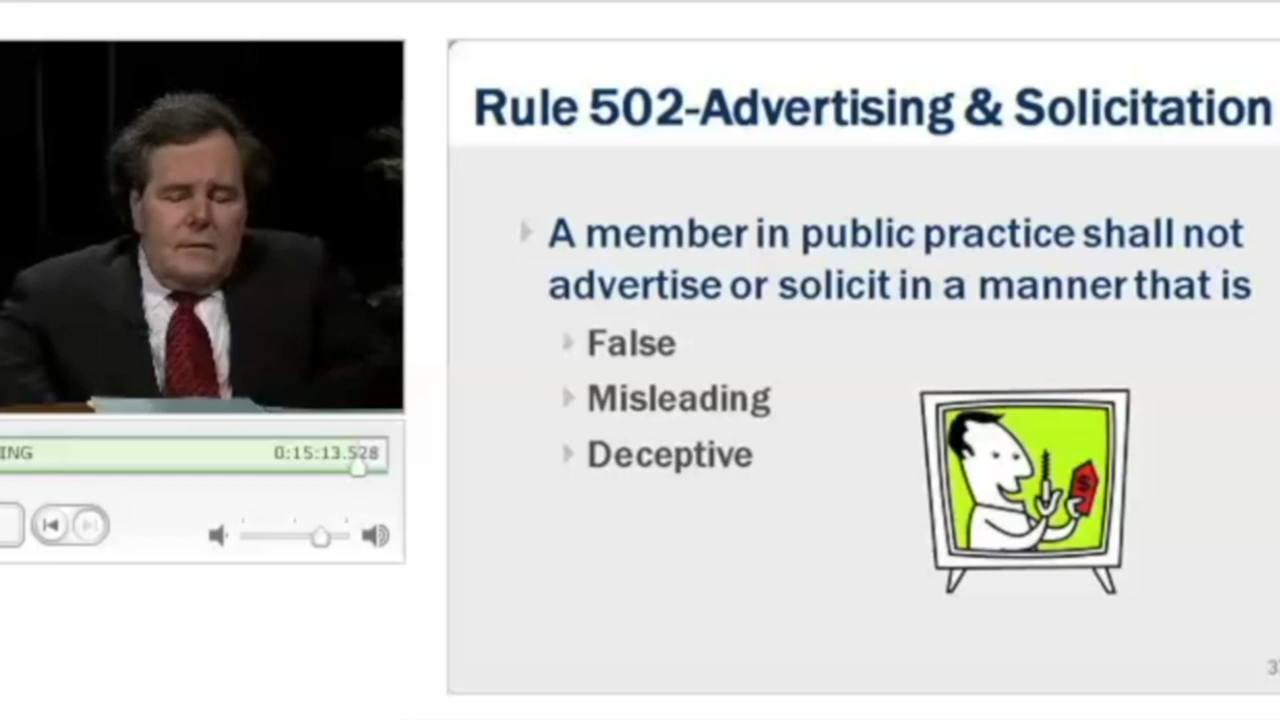 Rule 502-Advertising & Solicitation
A member in public practice shall not
advertise or solicit in a manner that is
False
Misleading
Deceptive
$
ING 0:15:13.528